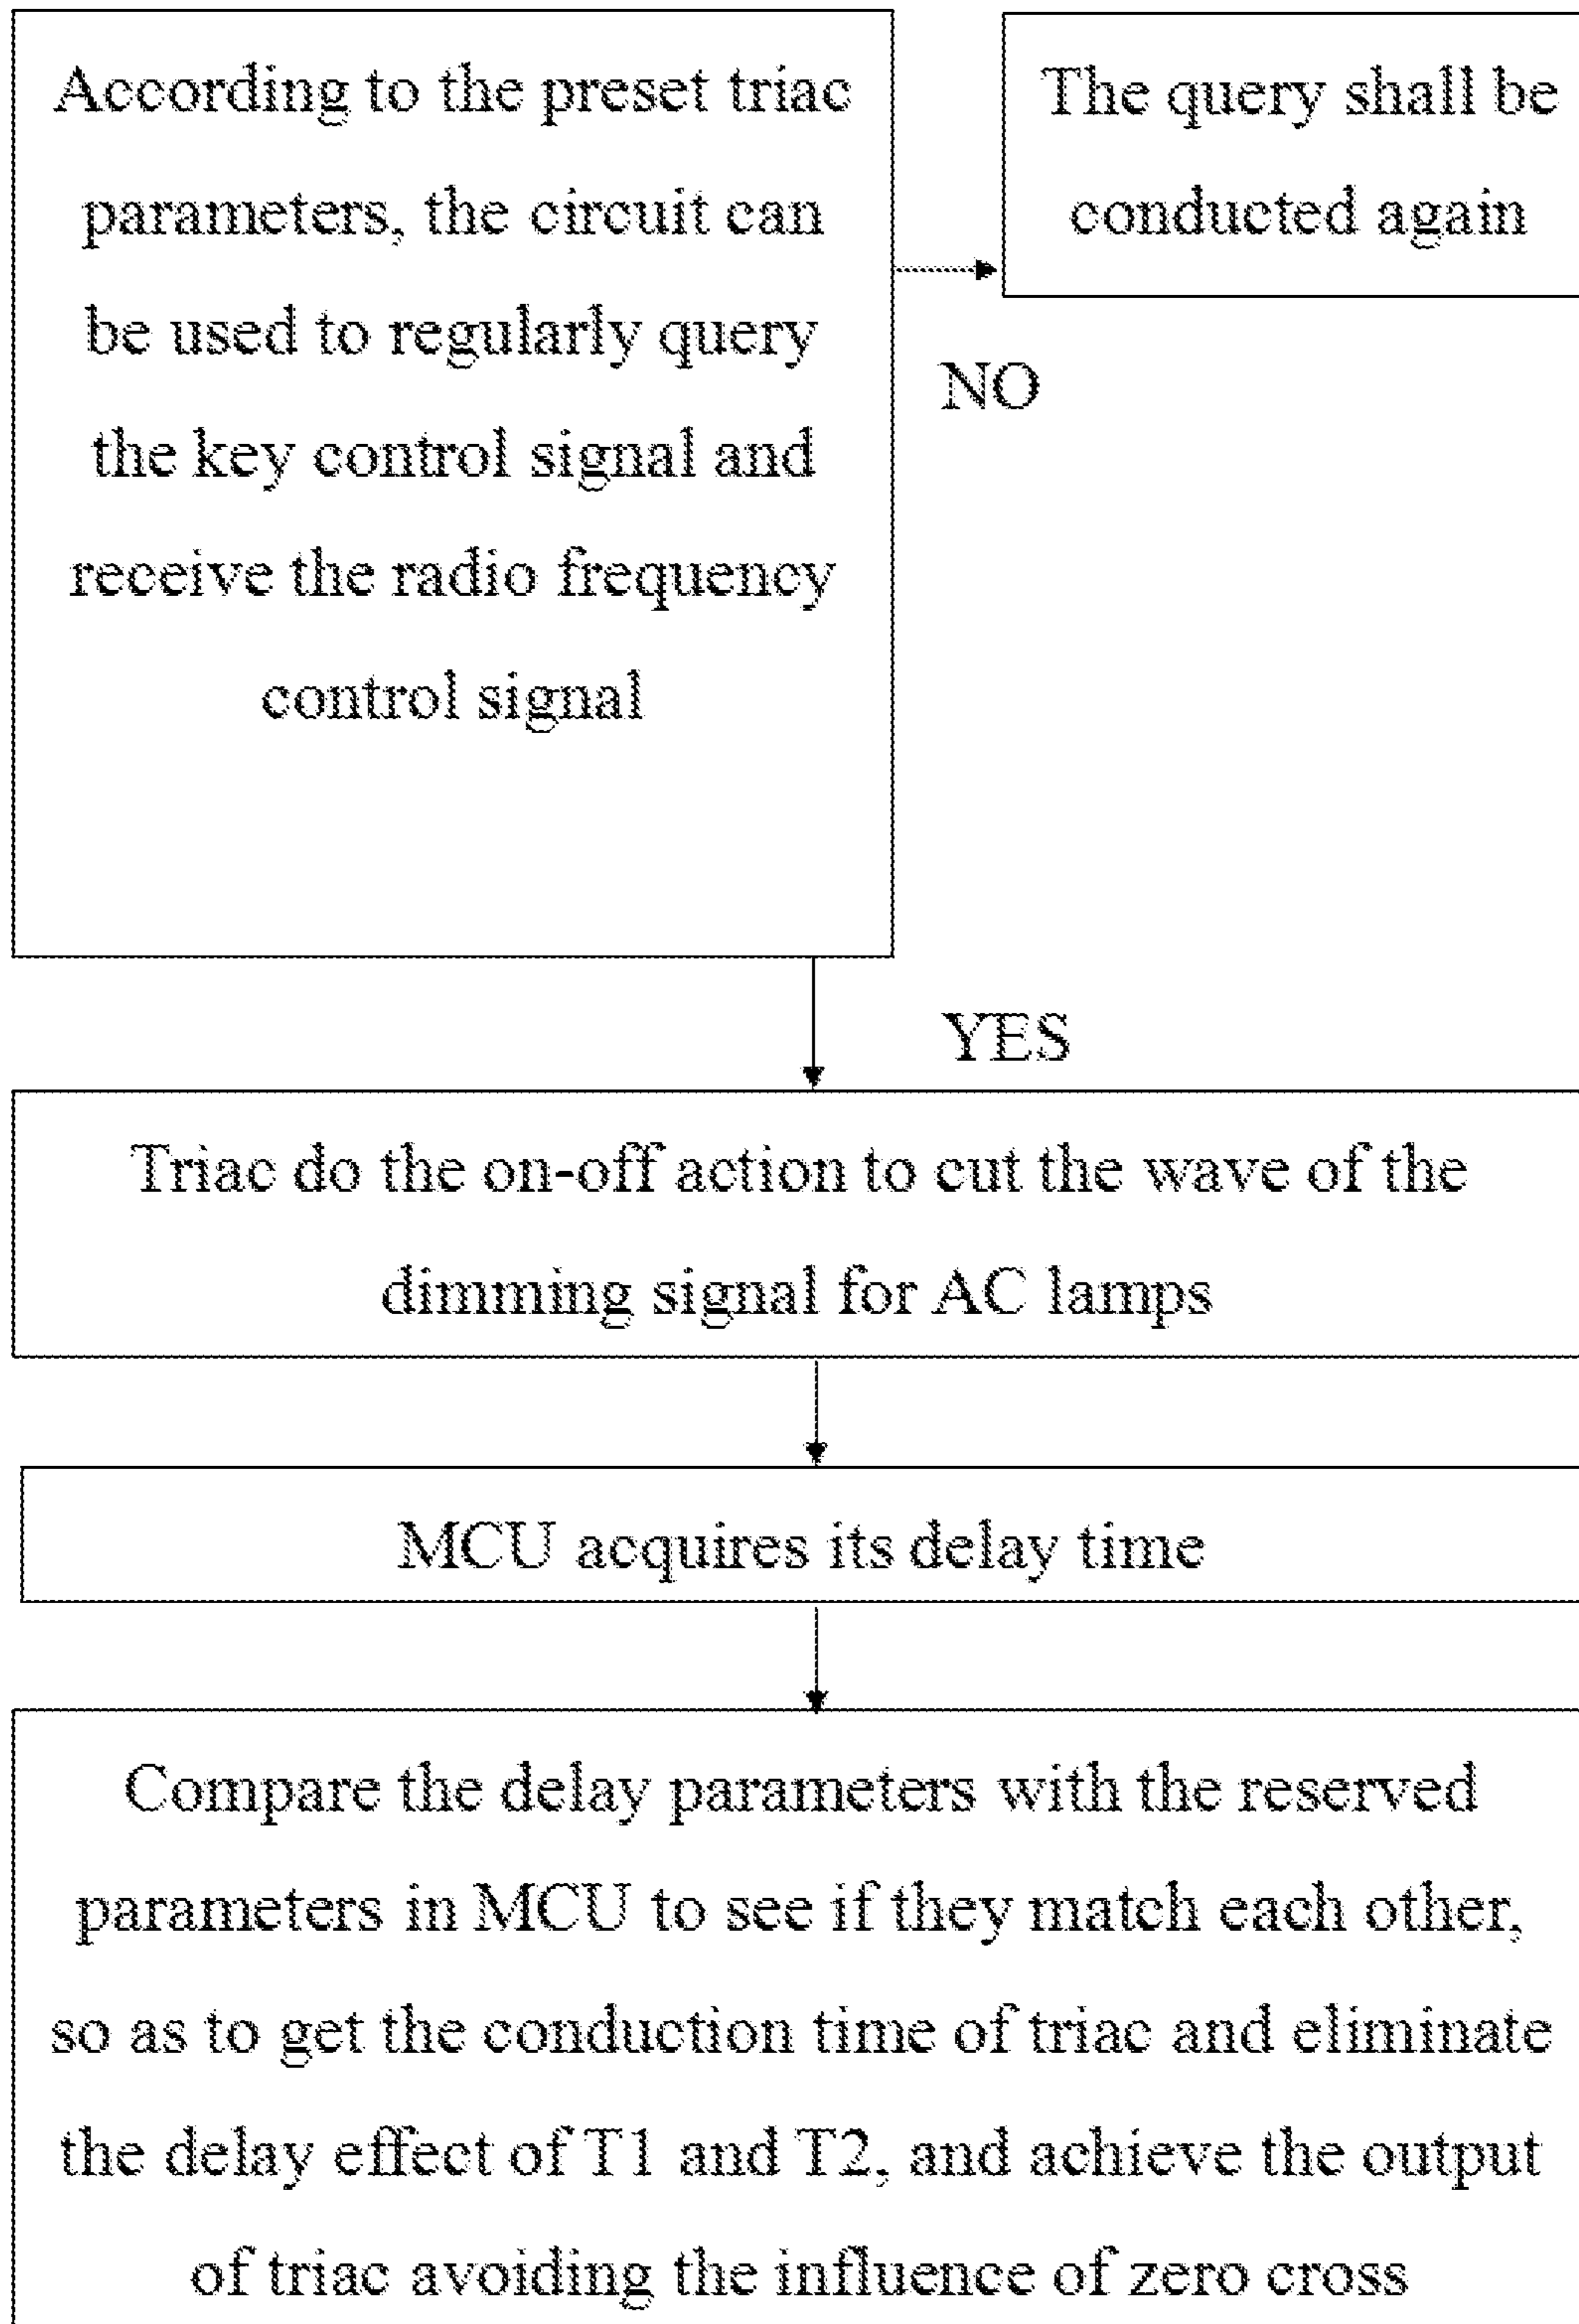 According to the preset triac
parameters, the circuit can
be used to regularly query
the key control signal and
receive the radio frequency
control signal
The query shall be
conducted again
NO
YES
Triac do the on-off action to cut the wave of the
dimming signal for AC lamps
MCU acquires its delay time
Compare the delay parameters with the reserved
parameters in MCU to see if they match each other,
so as to get the conduction time of triac and eliminate
the delay effect of T1 and T2, and achieve the output
of triac avoiding the influence of zero cross